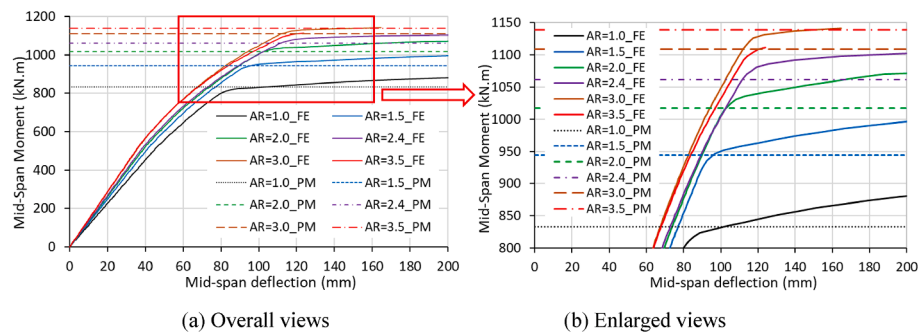 Mid-Span Moment (kN.m)
1200
1000
800
600
400
200
0
AR=1.0_FE AR=1.5_FE
AR=2.0_FE AR=2.4_FE
AR=3.0_FE AR=3.5_FE
AR=1.0_PM AR=1.5_PM
AR=2.0_PM AR=2.4_PM
AR=3.0_PM AR=3.5_PM
0 20 40 60 80 100 120 140 160 180 200
Mid-span deflection (mm)
(a) Overall views
Mid-Span Moment (kN.m)
1150
1100
1050
1000
950
900
850
800
AR=1.0_FE
AR=1.5_FE
AR=2.0_FE
AR=2.4_FE
AR=3.0_FE
AR=3.5_FE
AR=1.0_PM
AR=1.5_PM
AR=2.0_PM
AR=2.4_PM
AR=3.0_PM
AR=3.5_PM
0 20 40 60 80 100 120 140 160 180 200
Mid-span deflection (mm)
(b) Enlarged views